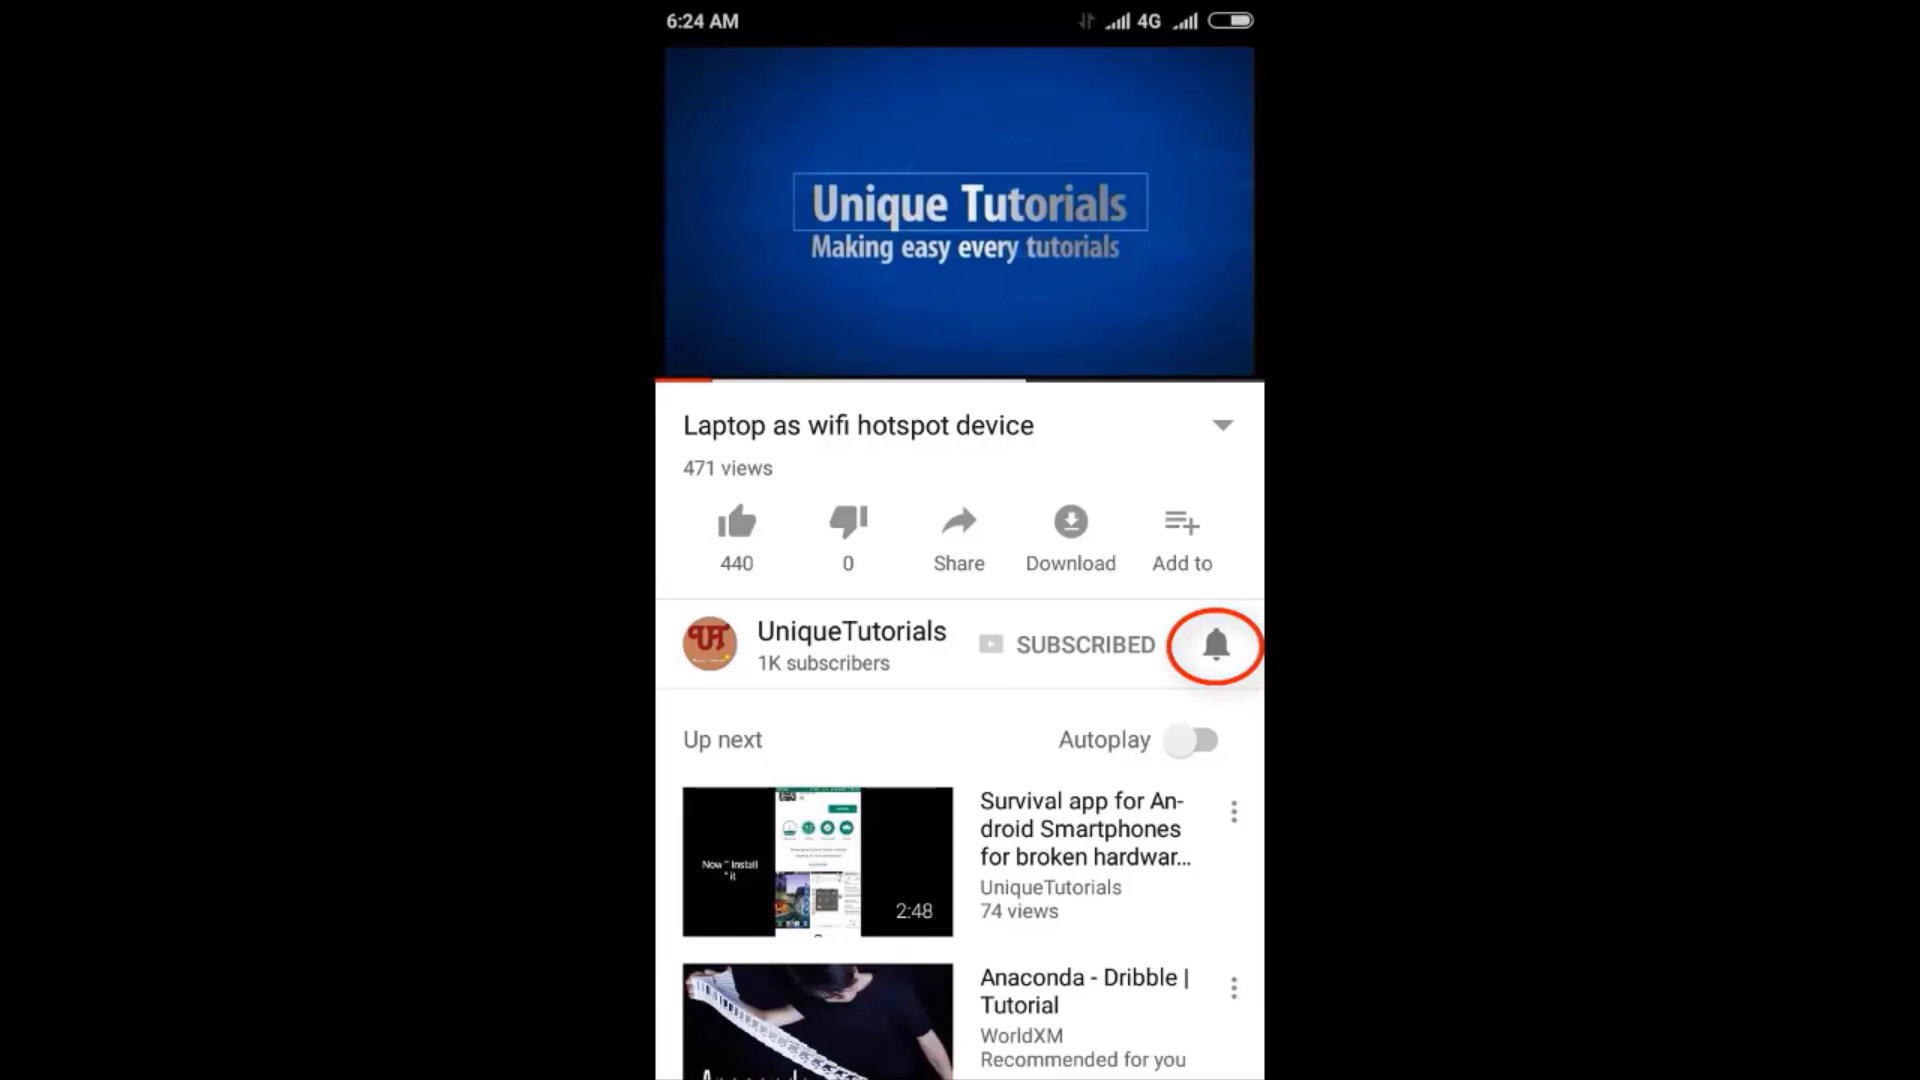 6:24 AM
4G
Unique Tutorials
Making easy every tutorials
Laptop as wifi hotspot device
471 views
440
0
Share
Download
Add to
UniqueTutorials
1K subscribers
SUBSCRIBED
Up next
Autoplay
Now " Install
" it
2:48
Survival app for An-
droid Smartphones
for broken hardwar...
UniqueTutorials
74 views
Anaconda - Dribble |
Tutorial
WorldXM
Recommended for you